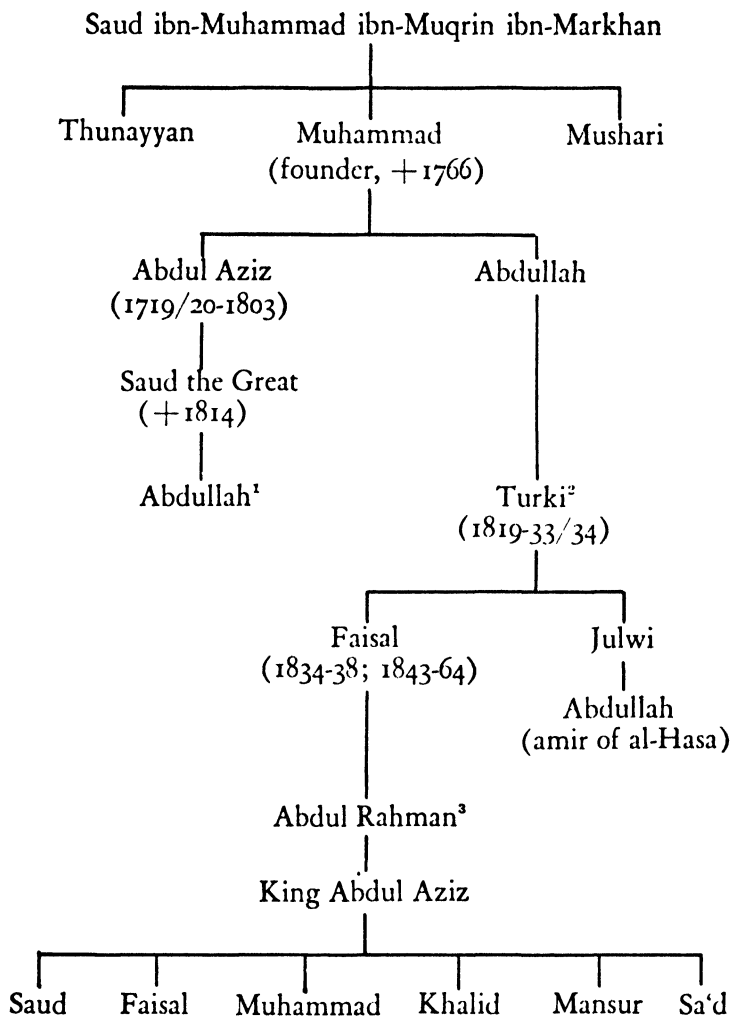 Saud ibn-Muhammad ibn-Muqrin ibn-Markhan
Thunayyan Muhammad Mushari
(founder, +1766)
Abdul Aziz Abdullah
(1719/20-1803)
Saud the Great
(+1814)
Abdullah¹ Turki²
(1819-33/34)
Faisal Julwi
(1834-38; 1843-64)
Abdullah
(amir of al-Hasa)
Abdul Rahman³
King Abdul Aziz
Saud Faisal Muhammad Khalid Mansur Sa‘d